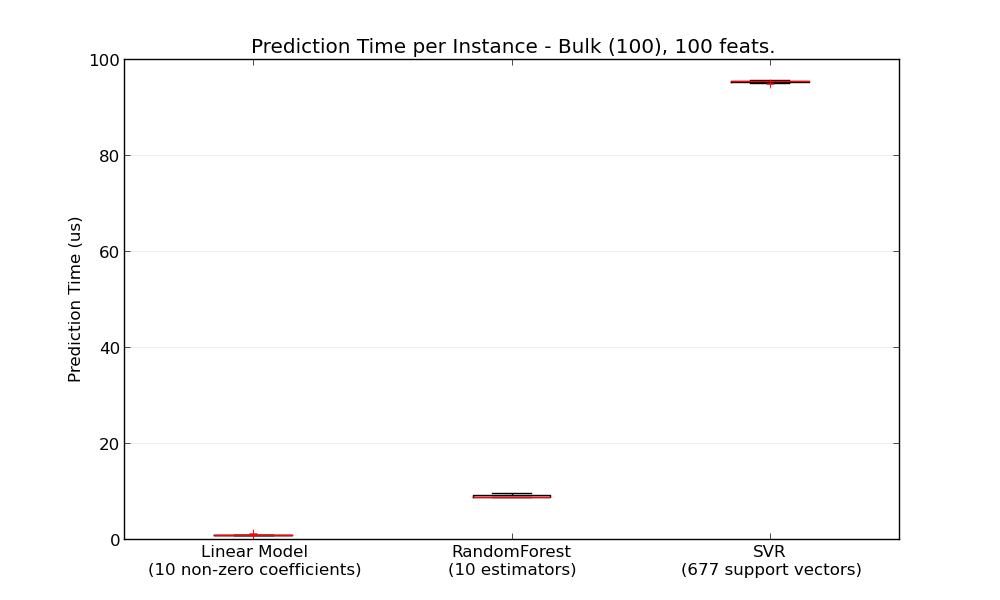 Prediction Time per Instance - Bulk (100), 100 feats.
100
80
60
40
20
0
Prediction Time (us)
Linear Model
(10 non-zero coefficients)
RandomForest
(10 estimators)
SVR
(677 support vectors)